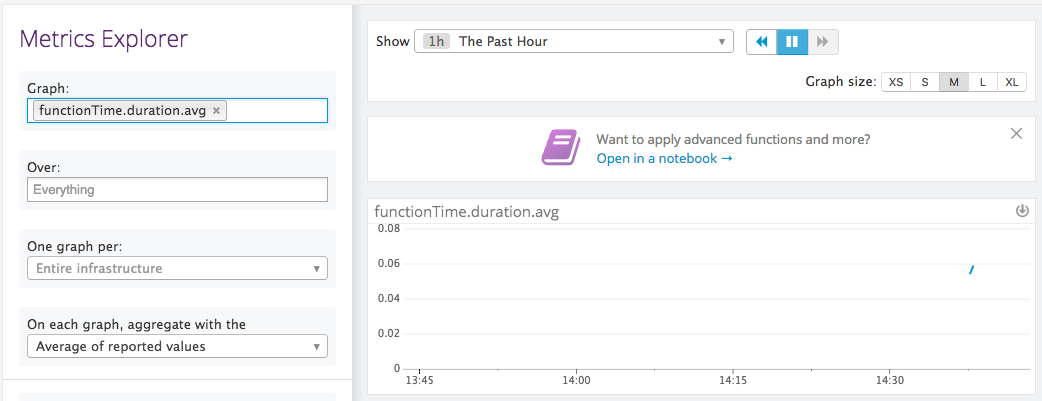 Metrics Explorer
Graph:
functionTime.duration.avg ×
Over:
Everything
One graph per:
Entire infrastructure
On each graph, aggregate with the
Average of reported values
Show 1h The Past Hour
Graph size: XS S M L XL
Want to apply advanced functions and more?
Open in a notebook →
functionTime.duration.avg
0.08
0.06
0.04
0.02
0
13:45 14:00 14:15 14:30